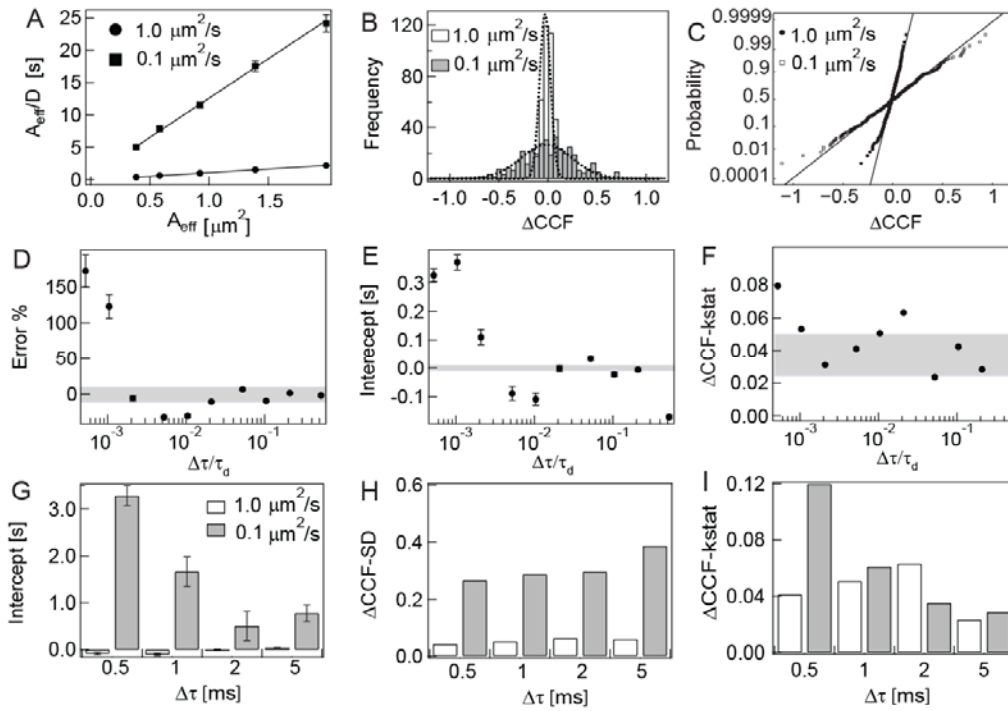 A
A_eff/D [s]
25
20
15
10
5
0
1.0 μm²/s
0.1 μm²/s
0.0
0.5
1.0
1.5
A_eff [μm²]
B
Frequency
120
80
40
0
1.0
μm²/s
0.1 μm²/s
-1.0
-0.5
0.0
0.5
1.0
ΔCCF
C
Probability
0.9999
0.99
0.5
0.1
0.01
0.0001
1.0 μm²/s
0.1 μm²/s
−1
−0.5
0.0
0.5
1
ΔCCF
D
Error %
150
100
50
0
10⁻³
10⁻²
10⁻¹
Δτ/τ_d
E
Interecept [s]
0.3
0.2
0.1
0.0
-0.1
10⁻³
10⁻²
10⁻¹
Δτ/τ_d
F
ΔCCF-kstat
0.08
0.06
0.04
0.02
0.00
10⁻³
10⁻²
10⁻¹
Δτ/τ_d
G
Intercept [s]
3.0
2.0
1.0
0.0
1.0 μm²/s
0.1 μm²/s
0.5
1
2
5
Δτ [ms]
H
ΔCCF-SD
0.6
0.4
0.2
0.0
0.5
1
2
5
Δτ [ms]
I
ΔCCF-kstat
0.12
0.08
0.04
0.00
0.5
1
2
5
Δτ [ms]